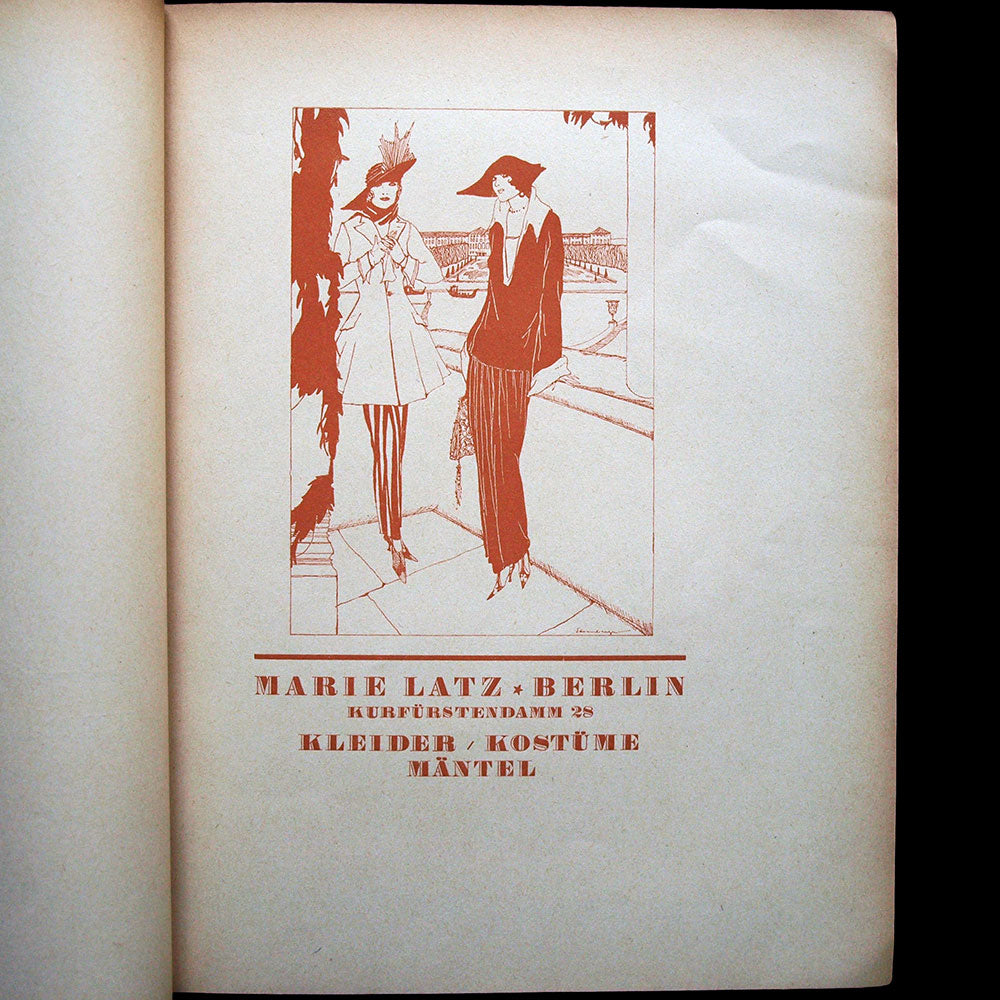 MARIE LATZ ★ BERLIN
KURFÜRSTENDAMM 28
KLEIDER / KOSTÜME
MÄNTEL